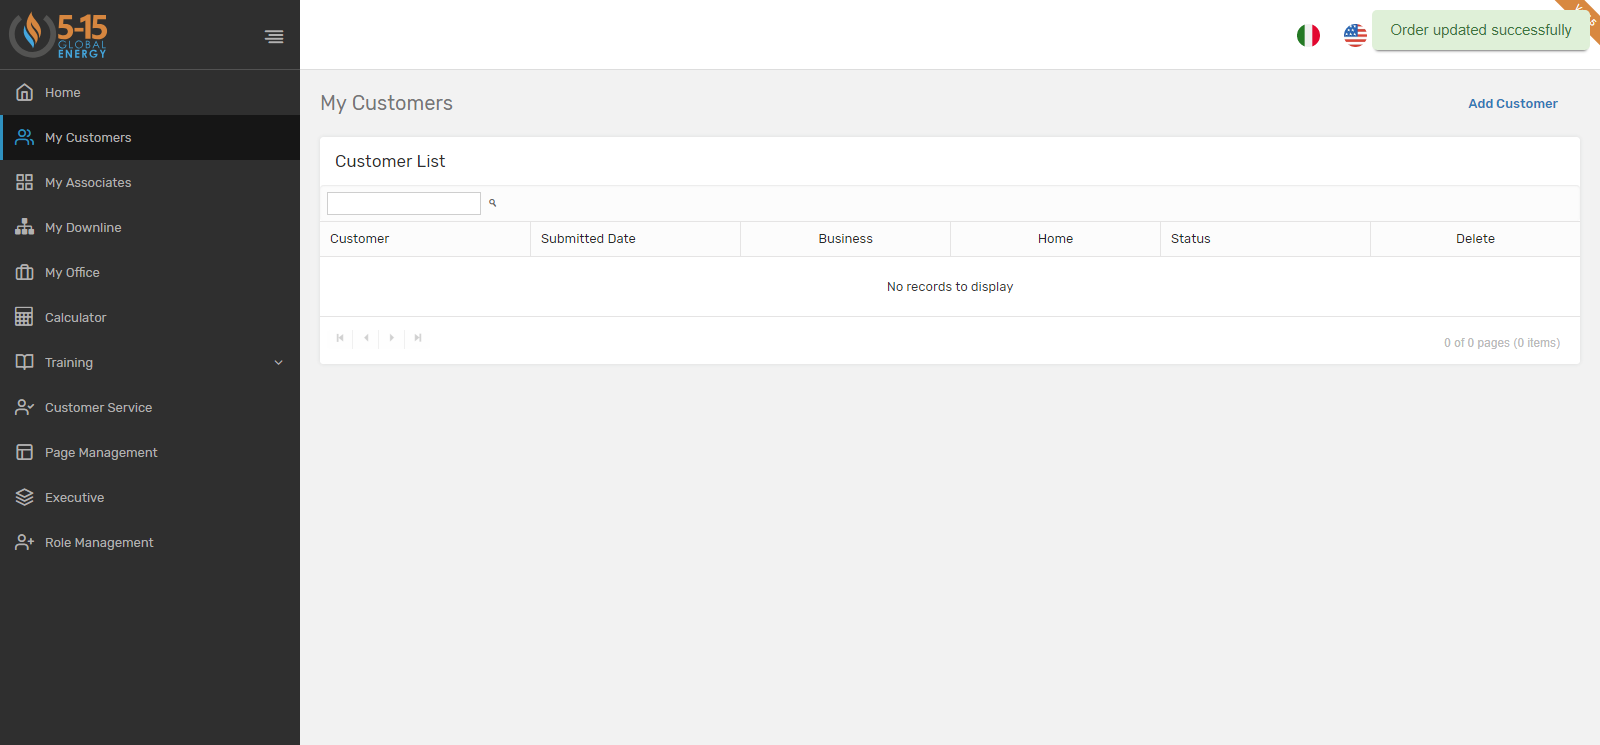 5-15
GLOBAL
ENERGY
Order updated successfully
Home
My Customers
My Associates
My Downline
My Office
Calculator
Training
Customer Service
Page Management
Executive
Role Management
My Customers
Add Customer
Customer List
Customer Submitted Date Business Home Status Delete
No records to display
0 of 0 pages (0 items)